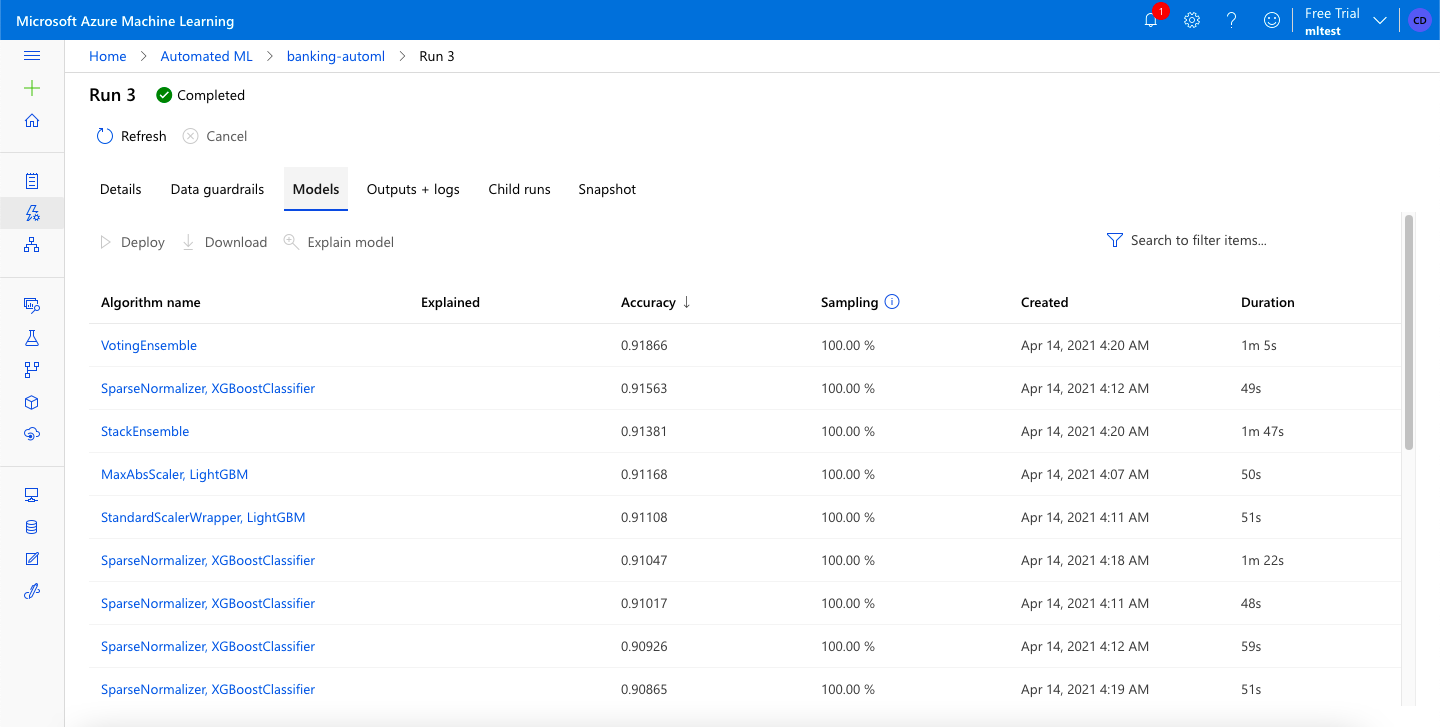 Microsoft Azure Machine Learning
1
Free Trial
mltest
CD
Home > Automated ML > banking-automl > Run 3
Run 3 Completed
Refresh Cancel
Details Data guardrails Models Outputs + logs Child runs Snapshot
Deploy Download Explain model Search to filter items...
Algorithm name Explained Accuracy ↓ Sampling Created Duration
VotingEnsemble 0.91866 100.00 % Apr 14, 2021 4:20 AM 1m 5s
SparseNormalizer, XGBoostClassifier 0.91563 100.00 % Apr 14, 2021 4:12 AM 49s
StackEnsemble 0.91381 100.00 % Apr 14, 2021 4:20 AM 1m 47s
MaxAbsScaler, LightGBM 0.91168 100.00 % Apr 14, 2021 4:07 AM 50s
StandardScalerWrapper, LightGBM 0.91108 100.00 % Apr 14, 2021 4:11 AM 51s
SparseNormalizer, XGBoostClassifier 0.91047 100.00 % Apr 14, 2021 4:18 AM 1m 22s
SparseNormalizer, XGBoostClassifier 0.91017 100.00 % Apr 14, 2021 4:11 AM 48s
SparseNormalizer, XGBoostClassifier 0.90926 100.00 % Apr 14, 2021 4:12 AM 59s
SparseNormalizer, XGBoostClassifier 0.90865 100.00 % Apr 14, 2021 4:19 AM 51s